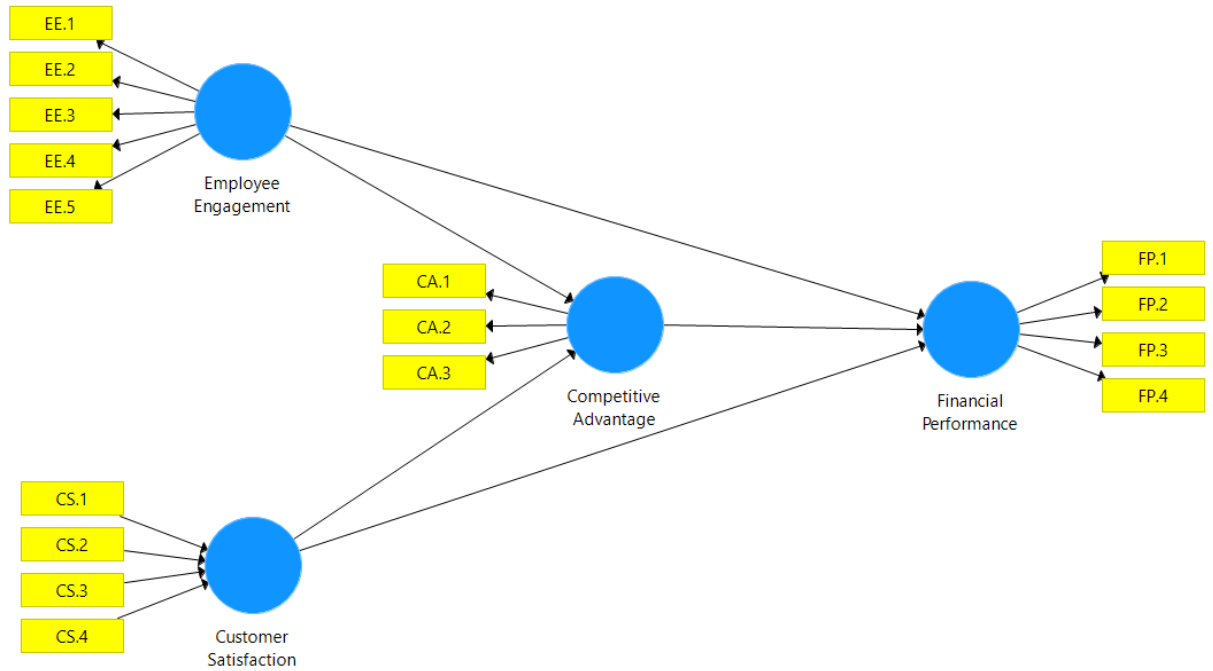 EE.1
EE.2
EE.3
EE.4
EE.5
Employee
Engagement
CA.1
CA.2
CA.3
Competitive
Advantage
FP.1
FP.2
FP.3
FP.4
Financial
Performance
CS.1
CS.2
CS.3
CS.4
Customer
Satisfaction